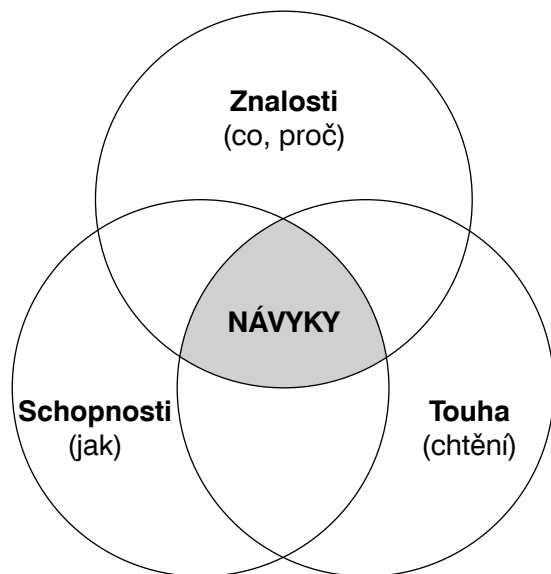 Znalosti
(co, proč)
NÁVYKY
Schopnosti
(jak)
Touha
(chtění)